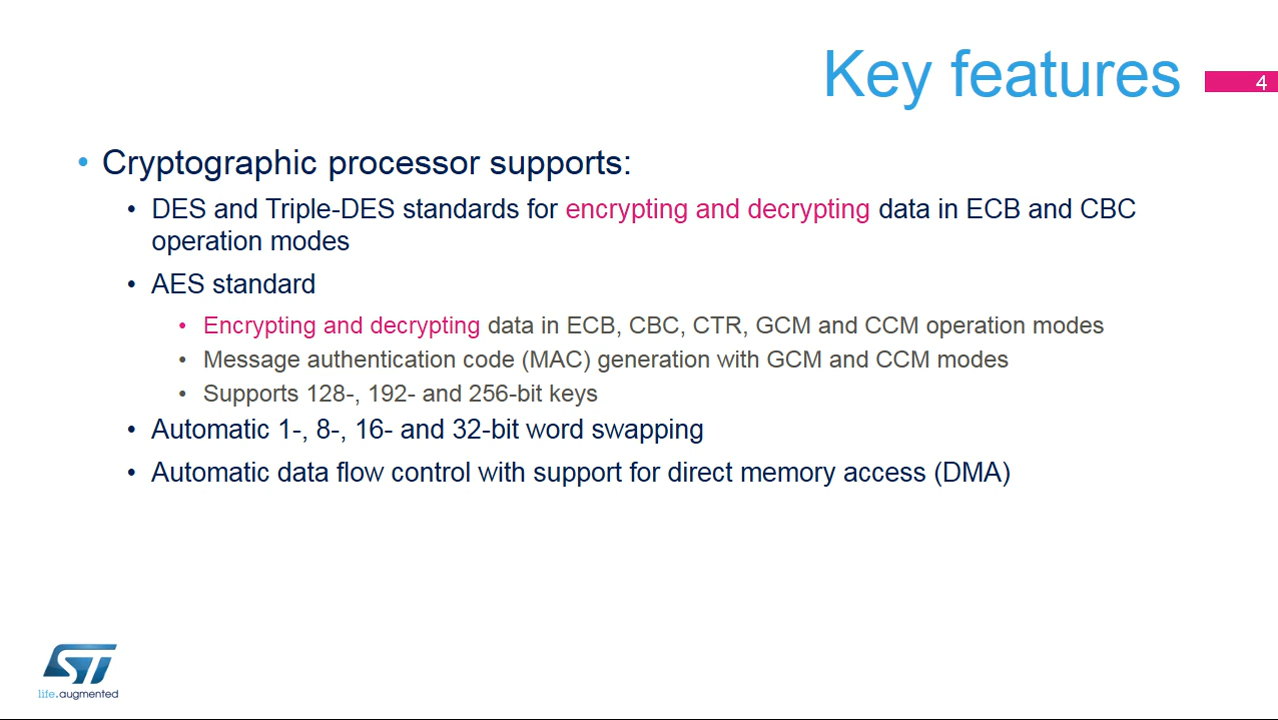 Key features
4
• Cryptographic processor supports:
• DES and Triple-DES standards for encrypting and decrypting data in ECB and CBC
operation modes
• AES standard
• Encrypting and decrypting data in ECB, CBC, CTR, GCM and CCM operation modes
• Message authentication code (MAC) generation with GCM and CCM modes
• Supports 128-, 192- and 256-bit keys
• Automatic 1-, 8-, 16- and 32-bit word swapping
• Automatic data flow control with support for direct memory access (DMA)
ST
life.augmented